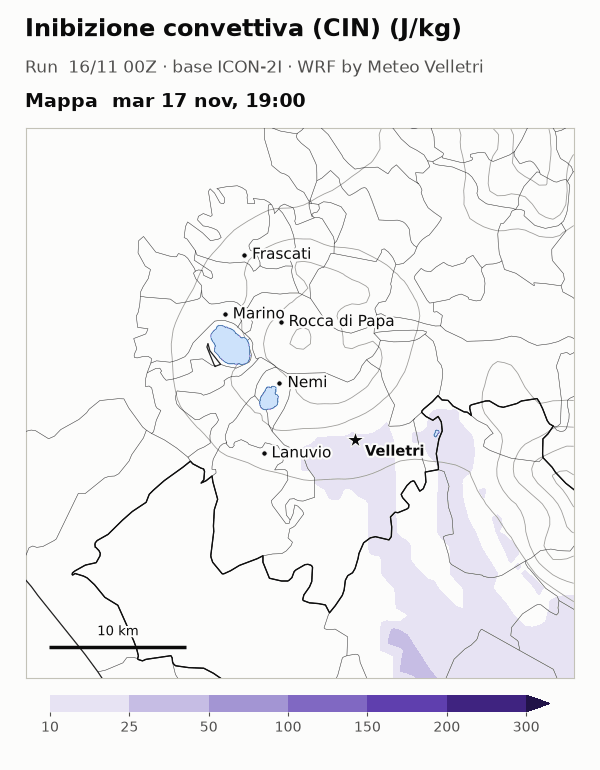 Inibizione convettiva (CIN) (J/kg)
Run 16/11 00Z · base ICON-2I · WRF by Meteo Velletri
Mappa mar 17 nov, 19:00
Frascati
Marino
Rocca di Papa
Nemi
Velletri
Lanuvio
10 km
10 25 50 100 150 200 300